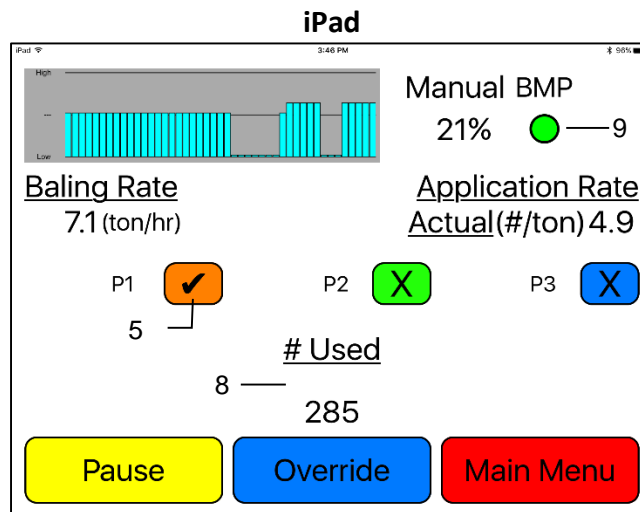 iPad
iPad 3:46 PM 96%
High
---
Low
Manual BMP
21% 9
Baling Rate
7.1 (ton/hr)
Application Rate
Actual(#/ton) 4.9
P1 ✔ P2 X P3 X
5
# Used
8
285
Pause Override Main Menu